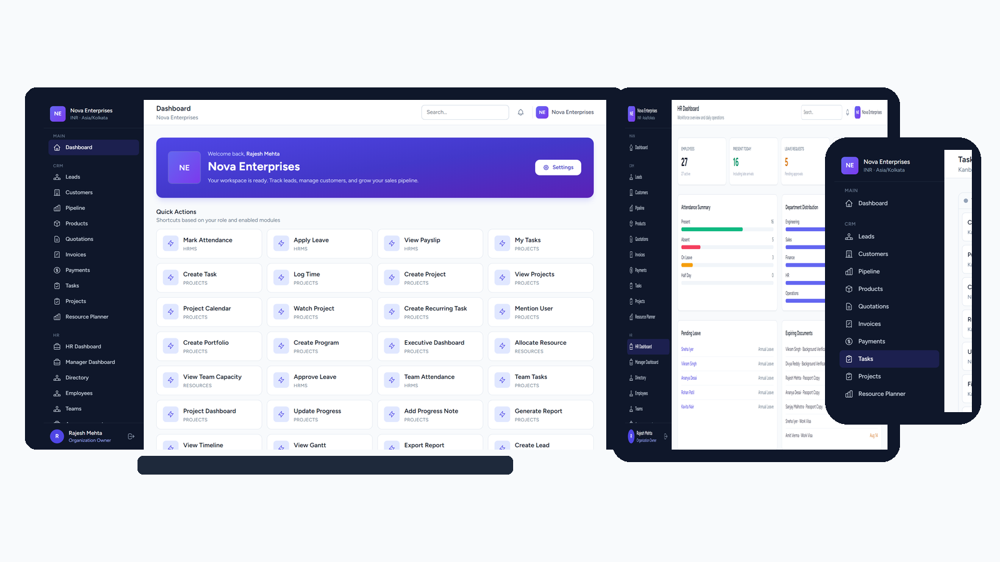 NE
Nova Enterprises
INR · Asia/Kolkata
MAIN
Dashboard
CRM
Leads
Customers
Pipeline
Products
Quotations
Invoices
Payments
Tasks
Projects
Resource Planner
HR
HR Dashboard
Manager Dashboard
Directory
Employees
Teams
R
Rajesh Mehta
Organization Owner
Dashboard
Nova Enterprises
Search...
NE
Nova Enterprises
NE
Welcome back, Rajesh Mehta
Nova Enterprises
Your workspace is ready. Track leads, manage customers, and grow your sales pipeline.
Settings
Quick Actions
Shortcuts based on your role and enabled modules
Mark Attendance
HRMS
Apply Leave
HRMS
View Payslip
HRMS
My Tasks
PROJECTS
Create Task
PROJECTS
Log Time
PROJECTS
Create Project
PROJECTS
View Projects
PROJECTS
Project Calendar
PROJECTS
Watch Project
PROJECTS
Create Recurring Task
PROJECTS
Mention User
PROJECTS
Create Portfolio
PROJECTS
Create Program
PROJECTS
Executive Dashboard
PROJECTS
Allocate Resource
RESOURCES
View Team Capacity
RESOURCES
Approve Leave
HRMS
Team Attendance
HRMS
Team Tasks
PROJECTS
Project Dashboard
PROJECTS
Update Progress
PROJECTS
Add Progress Note
PROJECTS
Generate Report
PROJECTS
View Timeline
View Gantt
Export Report
Create Lead
NE
Nova Enterprises
INR · Asia/Kolkata
MAIN
Dashboard
CRM
Leads
Customers
Pipeline
Products
Quotations
Invoices
Payments
Tasks
Projects
Resource Planner
HR
HR Dashboard
Manager Dashboard
Directory
Employees
Teams
R
Rajesh Mehta
Organization Owner
HR Dashboard
Workforce overview and daily operations
Search...
NE
Nova Enterprises
EMPLOYEES
27
27 active
PRESENT TODAY
16
Including late arrivals
LEAVE REQUESTS
5
Pending approvals
Attendance Summary
Present 16
Absent 5
On Leave 3
Half Day 0
Department Distribution
Engineering
Sales
Finance
HR
Operations
Pending Leave
Sneha Iyer Annual Leave
Vikram Singh Annual Leave
Ananya Desai Annual Leave
Rohan Patil Annual Leave
Kavita Nair Annual Leave
Expiring Documents
Vikram Singh · Background Verific
Divya Reddy · Background Verificat
Rajesh Mehta · Passport Copy
Ananya Desai · Passport Copy
Sanjay Malhotra · Passport Copy
Sneha Iyer · Work Visa
Amit Verma · Work Visa Aug 14
NE
Nova Enterprises
INR · Asia/Kolkata
MAIN
Dashboard
CRM
Leads
Customers
Pipeline
Products
Quotations
Invoices
Payments
Tasks
Projects
Resource Planner
Task
Kanb